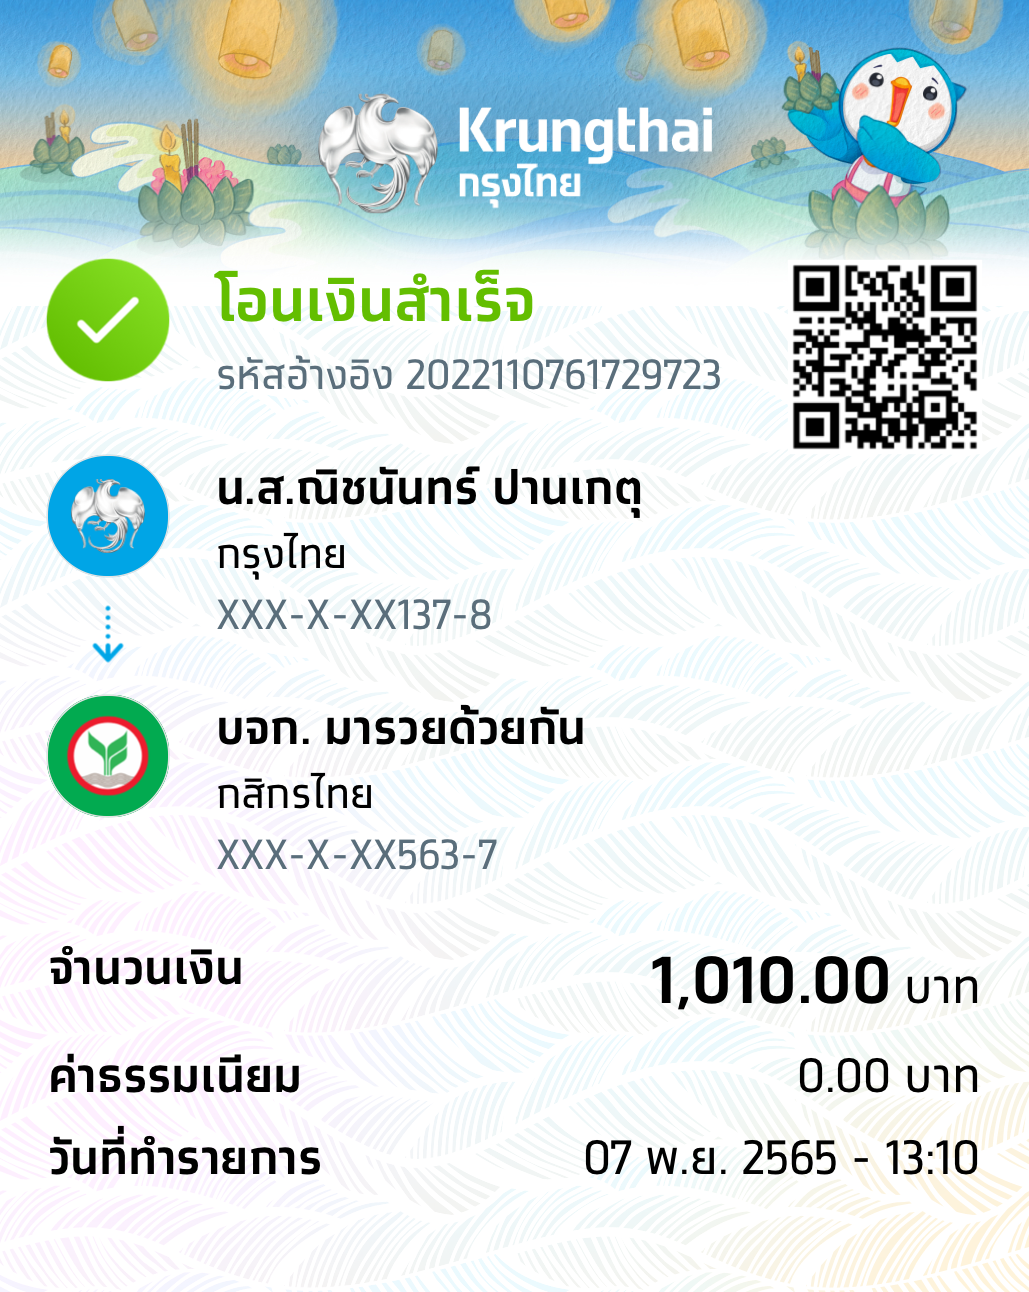 Krungthai
กรุงไทย
โอนเงินสำเร็จ
รหัสอ้างอิง 2022110761729723
น.ส.ณิชนันทร์ ปานเกตุ
กรุงไทย
XXX-X-XX137-8
บจก. มารวยด้วยกัน
กสิกรไทย
XXX-X-XX563-7
จำนวนเงิน 1,010.00 บาท
ค่าธรรมเนียม 0.00 บาท
วันที่ทำรายการ 07 พ.ย. 2565 - 13:10